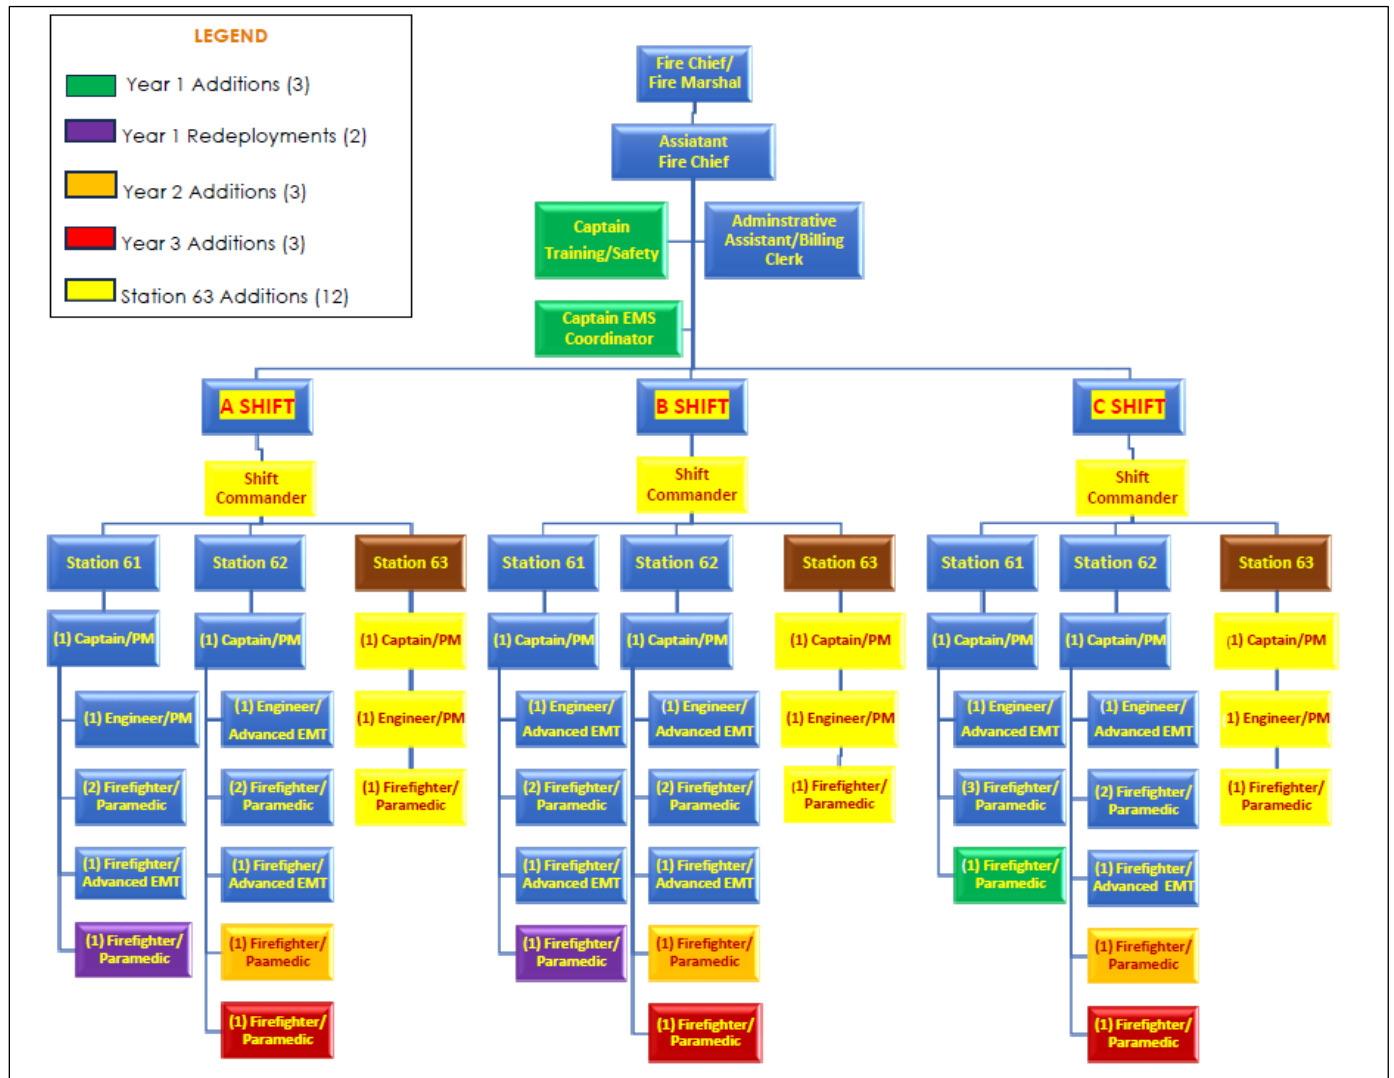 LEGEND
Year 1 Additions (3)
Year 1 Redeployments (2)
Year 2 Additions (3)
Year 3 Additions (3)
Station 63 Additions (12)
Fire Chief/
Fire Marshal
Assiatant
Fire Chief
Captain
Training/Safety
Adminstrative
Assistant/Billing
Clerk
Captain EMS
Coordinator
A SHIFT
Shift
Commander
Station 61
(1) Captain/PM
(1) Engineer/PM
(2) Firefighter/
Paramedic
(1) Firefighter/
Advanced EMT
(1) Firefighter/
Paramedic
Station 62
(1) Captain/PM
(1) Engineer/
Advanced EMT
(2) Firefighter/
Paramedic
(1) Firefigher/
Advanced EMT
(1) Firefighter/
Paamedic
(1) Firefighter/
Paramedic
Station 63
(1) Captain/PM
(1) Engineer/PM
(1) Firefighter/
Paramedic
B SHIFT
Shift
Commander
Station 61
(1) Captain/PM
(1) Engineer/
Advanced EMT
(2) Firefighter/
Paramedic
(1) Firefighter/
Advanced EMT
(1) Firefighter/
Paramedic
Station 62
(1) Captain/PM
(1) Engineer/
Advanced EMT
(2) Firefighter/
Paramedic
(1) Firefighter/
Advanced EMT
(1) Firefighter/
Paramedic
(1) Firefighter/
Paramedic
Station 63
(1) Captain/PM
(1) Engineer/PM
(1) Firefighter/
Paramedic
C SHIFT
Shift
Commander
Station 61
(1) Captain/PM
(1) Engineer/
Advanced EMT
(3) Firefighter/
Paramedic
(1) Firefighter/
Paramedic
Station 62
(1) Captain/PM
(1) Engineer/
Advanced EMT
(2) Firefighter/
Paramedic
(1) Firefighter/
Advanced EMT
(1) Firefighter/
Paramedic
(1) Firefighter/
Paramedic
Station 63
(1) Captain/PM
1) Engineer/PM
(1) Firefighter/
Paramedic